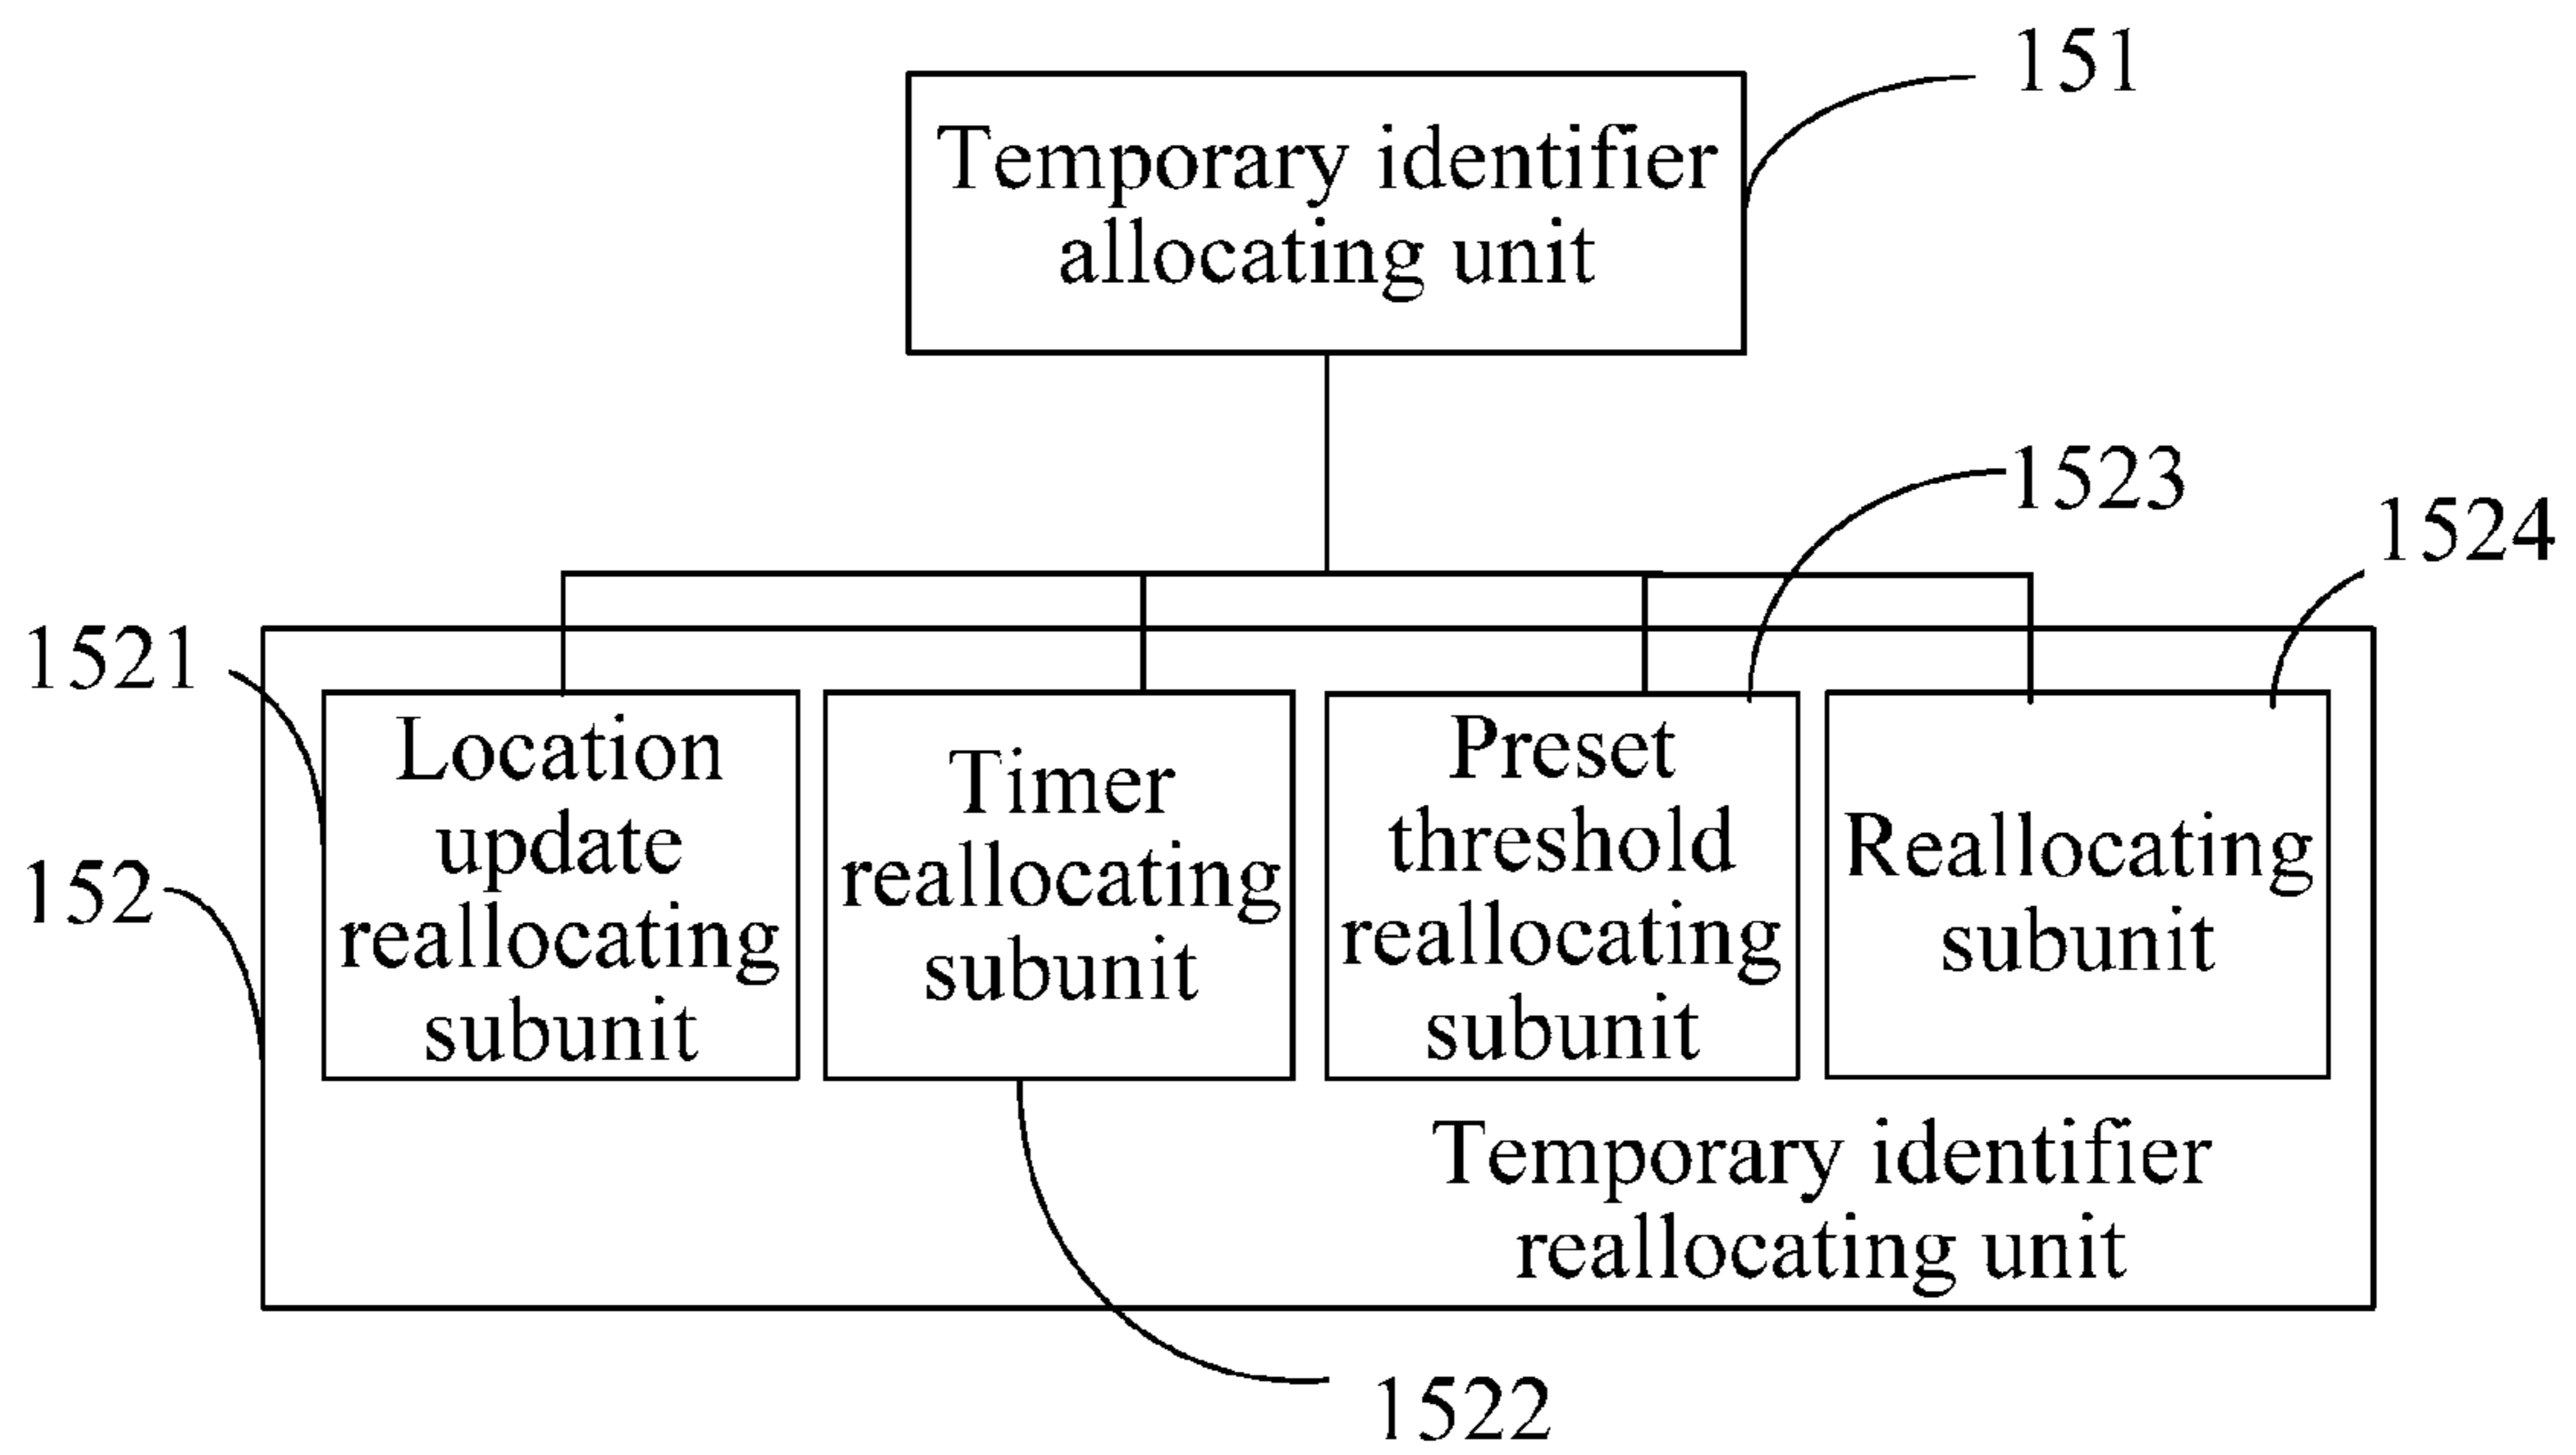 151
Temporary identifier
allocating unit
1523
1524
1521
152
Location
update
reallocating
subunit
Timer
reallocating
subunit
Preset
threshold
reallocating
subunit
Reallocating
subunit
Temporary identifier
reallocating unit
1522